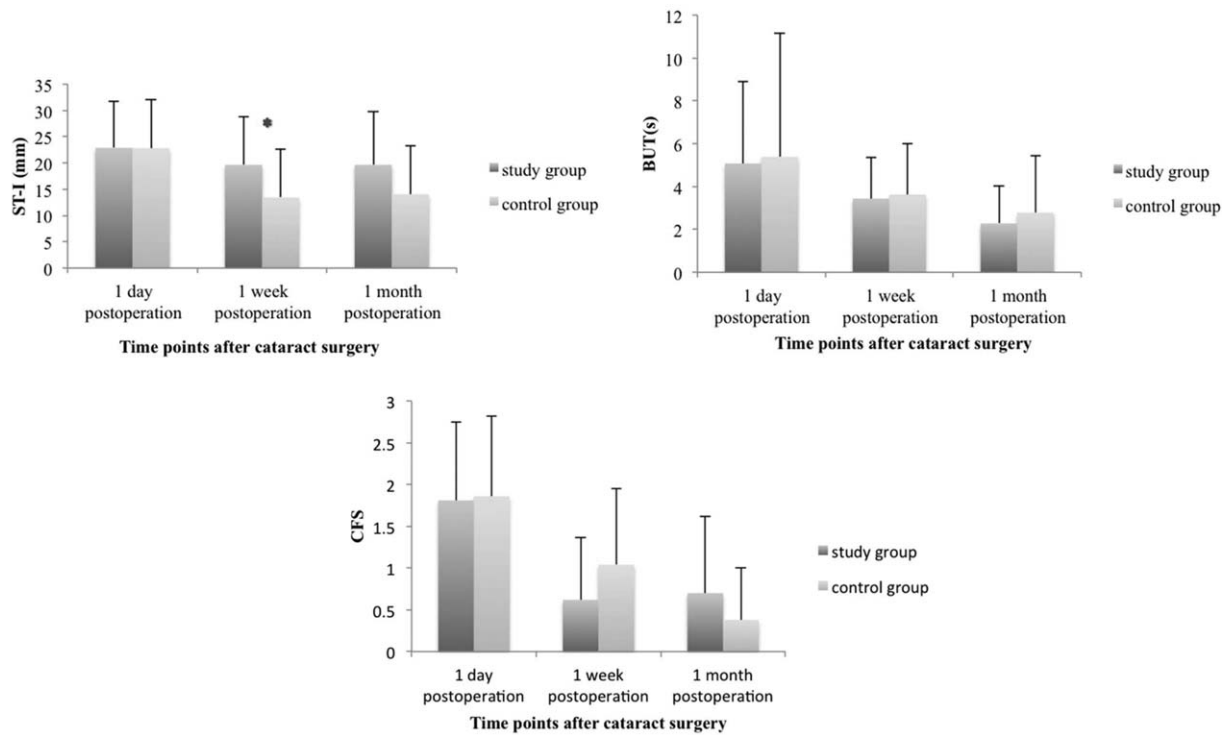 ST-I (mm)
35
30
25
20
15
10
5
0
*
1 day
postoperation
1 week
postoperation
1 month
postoperation
Time points after cataract surgery
study group
control group
BUT(s)
12
10
8
6
4
2
0
1 day
postoperation
1 week
postoperation
1 month
postoperation
Time points after cataract surgery
study group
control group
CFS
3
2.5
2
1.5
1
0.5
0
1 day
postoperation
1 week
postoperation
1 month
postoperation
Time points after cataract surgery
study group
control group